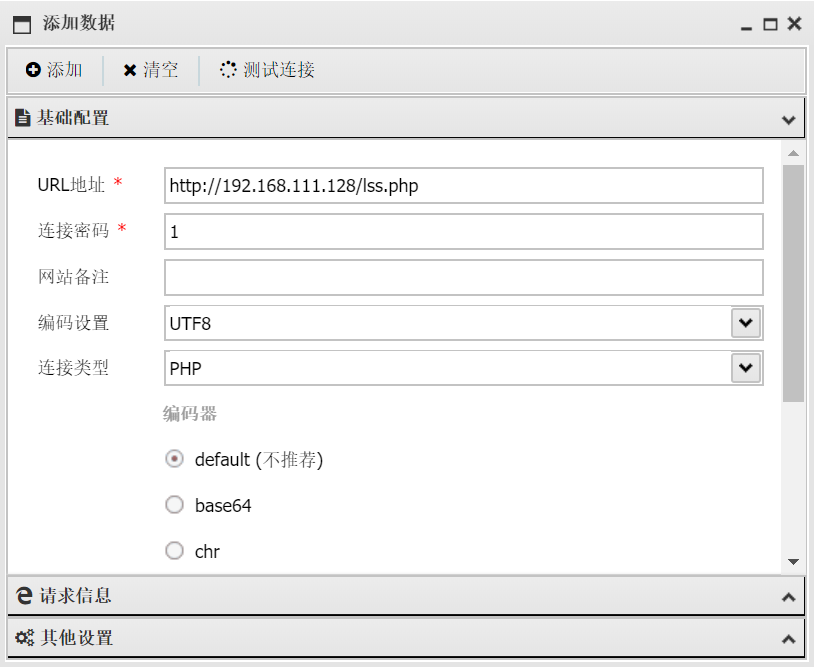 添加数据
添加 清空 测试连接
基础配置
URL地址 * http://192.168.111.128/lss.php
连接密码 * 1
网站备注
编码设置 UTF8
连接类型 PHP
编码器
default (不推荐)
base64
chr
请求信息
其他设置